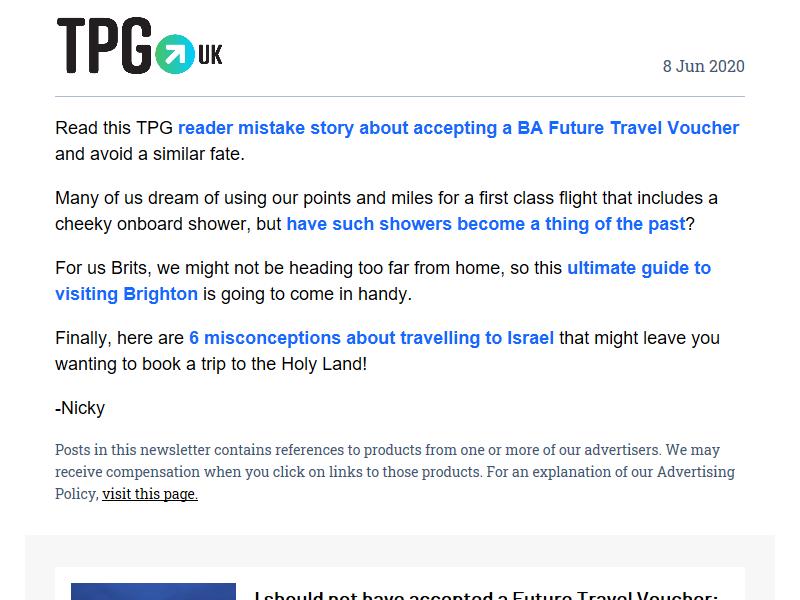 TPG UK
8 Jun 2020
Read this TPG reader mistake story about accepting a BA Future Travel Voucher
and avoid a similar fate.
Many of us dream of using our points and miles for a first class flight that includes a
cheeky onboard shower, but have such showers become a thing of the past?
For us Brits, we might not be heading too far from home, so this ultimate guide to
visiting Brighton is going to come in handy.
Finally, here are 6 misconceptions about travelling to Israel that might leave you
wanting to book a trip to the Holy Land!
-Nicky
Posts in this newsletter contains references to products from one or more of our advertisers. We may
receive compensation when you click on links to those products. For an explanation of our Advertising
Policy, visit this page.
I should not have accepted a Future Travel Voucher: